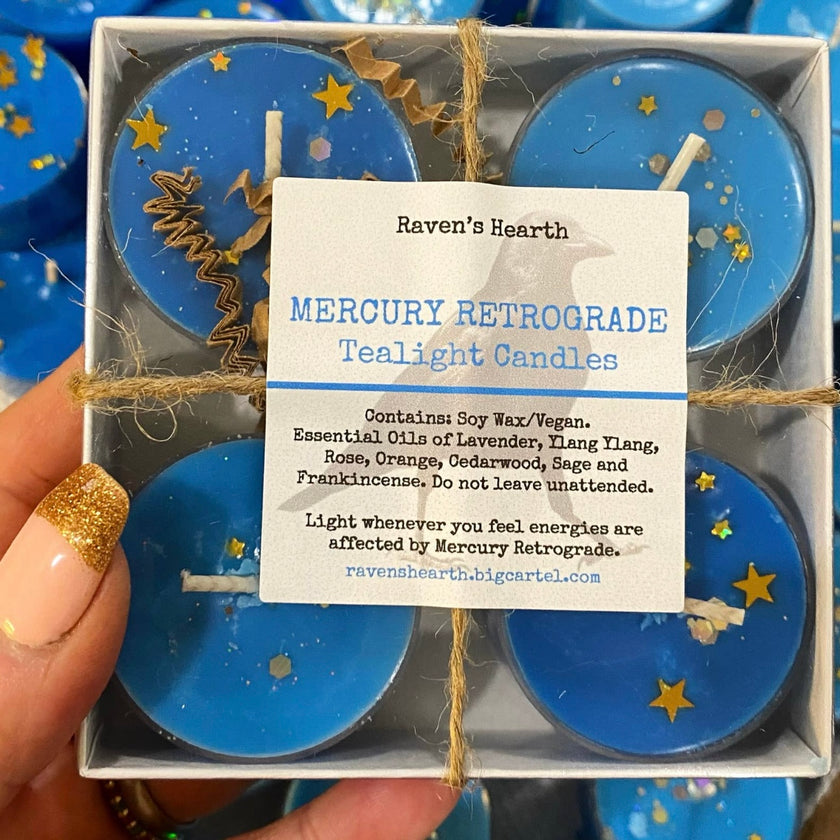 Raven's Hearth
MERCURY RETROGRADE
Tealight Candles
Contains: Soy Wax/Vegan.
Essential Oils of Lavender, Ylang Ylang,
Rose, Orange, Cedarwood, Sage and
Frankincense. Do not leave unattended.
Light whenever you feel energies are
affected by Mercury Retrograde.
ravenshearth.bigcartel.com